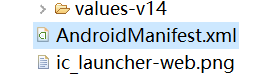 values-v14
AndroidManifest.xml
ic_launcher-web.png